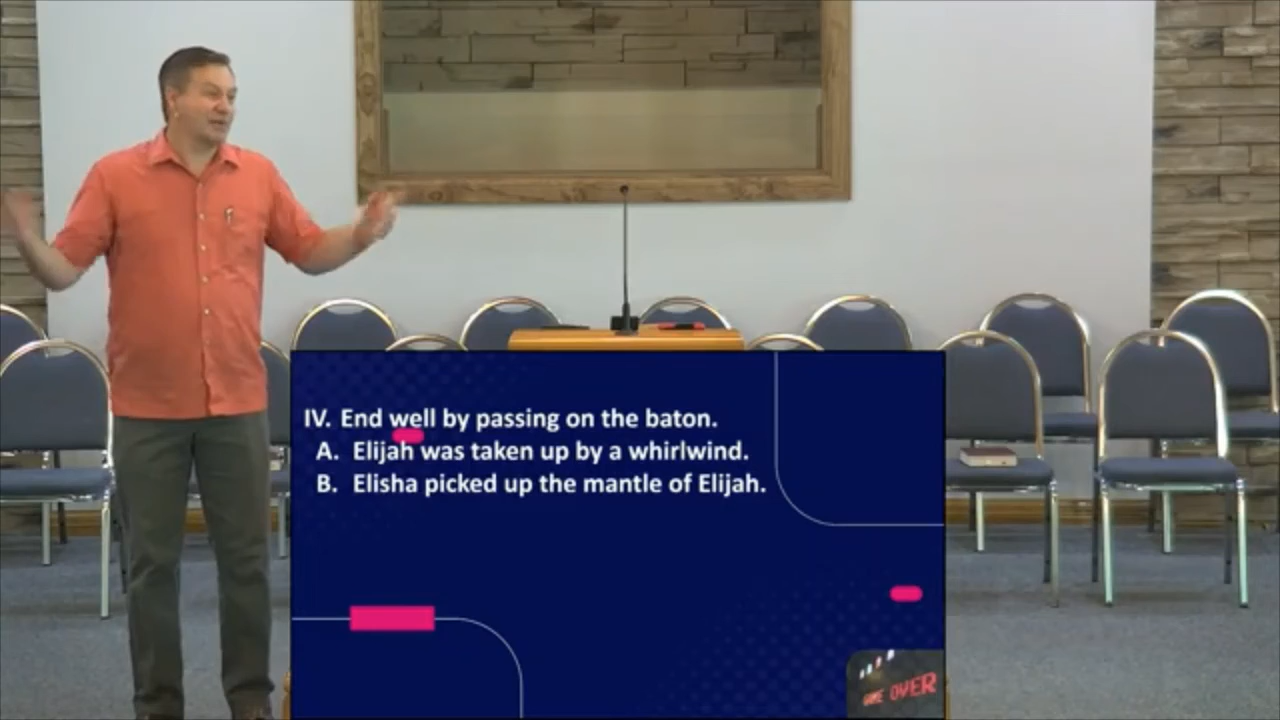 IV. End well by passing on the baton.
A. Elijah was taken up by a whirlwind.
B. Elisha picked up the mantle of Elijah.
OVER